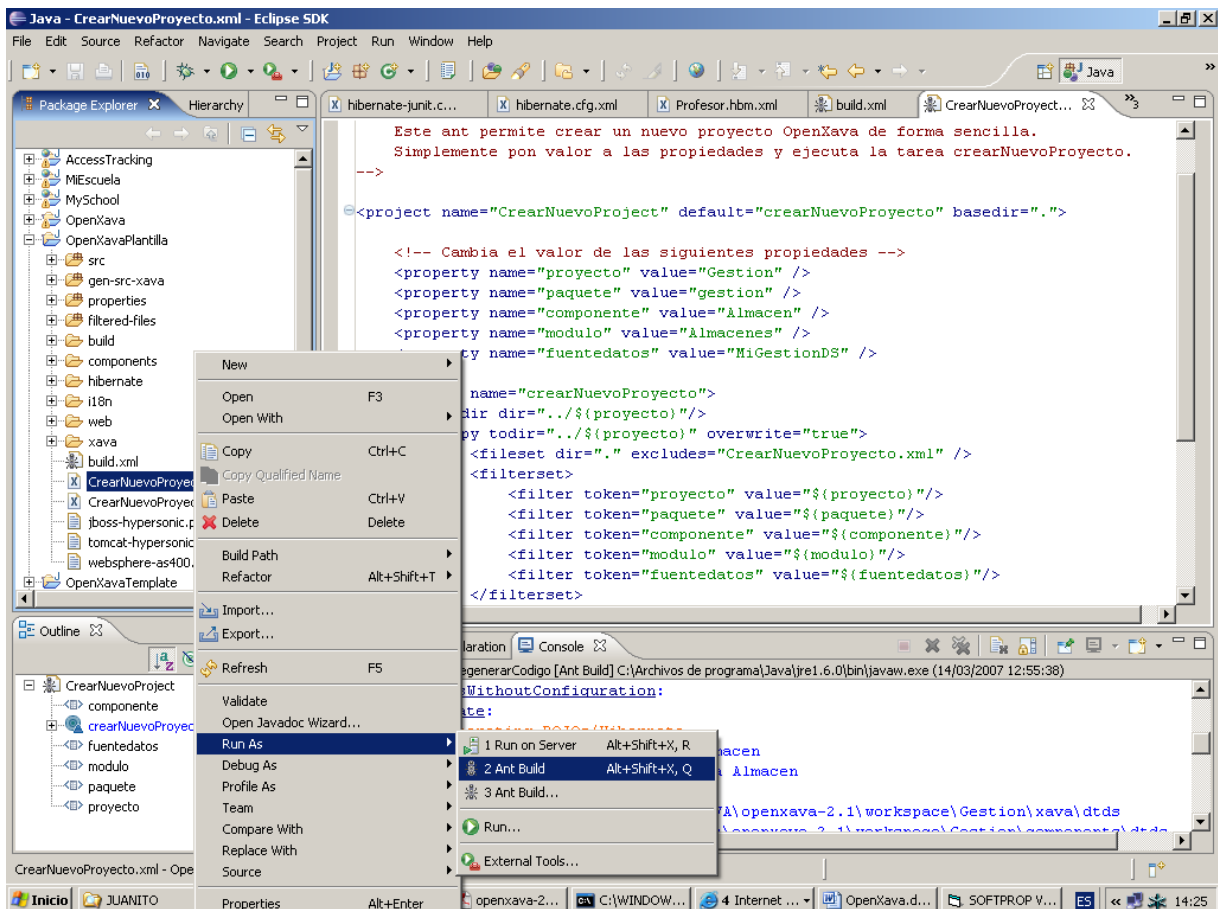 Java - CrearNuevoProyecto.xml - Eclipse SDK
File Edit Source Refactor Navigate Search Project Run Window Help
Java
Package Explorer
Hierarchy
hibernate-junit.c...
hibernate.cfg.xml
Profesor.hbm.xml
build.xml
CrearNuevoProyect...
»3
AccessTracking
MiEscuela
MySchool
OpenXava
OpenXavaPlantilla
src
gen-src-xava
properties
filtered-files
build
components
hibernate
i18n
web
xava
build.xml
CrearNuevoProyec
CrearNuevoProyec
jboss-hypersonic.p
tomcat-hypersonic
websphere-as400.
OpenXavaTemplate
Este ant permite crear un nuevo proyecto OpenXava de forma sencilla.
Simplemente pon valor a las propiedades y ejecuta la tarea crearNuevoProyecto.
-->
<project name="CrearNuevoProject" default="crearNuevoProyecto" basedir=".">
<!-- Cambia el valor de las siguientes propiedades -->
<property name="proyecto" value="Gestion" />
<property name="paquete" value="gestion" />
<property name="componente" value="Almacen" />
<property name="modulo" value="Almacenes" />
ty name="fuentedatos" value="MiGestionDS" />
name="crearNuevoProyecto">
dir dir="../${proyecto}"/>
py todir="../${proyecto}" overwrite="true">
<fileset dir="." excludes="CrearNuevoProyecto.xml" />
<filterset>
<filter token="proyecto" value="${proyecto}"/>
<filter token="paquete" value="${paquete}"/>
<filter token="componente" value="${componente}"/>
<filter token="modulo" value="${modulo}"/>
<filter token="fuentedatos" value="${fuentedatos}"/>
</filterset>
New
Open F3
Open With
Copy Ctrl+C
Copy Qualified Name
Paste Ctrl+V
Delete Delete
Build Path
Refactor Alt+Shift+T
Import...
Export...
Refresh F5
Validate
Open Javadoc Wizard...
Run As
Debug As
Profile As
Team
Compare With
Replace With
Source
Properties Alt+Enter
1 Run on Server Alt+Shift+X, R
2 Ant Build Alt+Shift+X, Q
3 Ant Build...
Run...
External Tools...
Outline
CrearNuevoProject
componente
crearNuevoProyec
fuentedatos
modulo
paquete
proyecto
laration
Console
egenerarCodigo [Ant Build] C:\Archivos de programa\Java\jre1.6.0\bin\javaw.exe (14/03/2007 12:55:38)
sWithoutConfiguration:
te:
macen
a Almacen
VA\openxava-2.1\workspace\Gestion\xava\dtds
CrearNuevoProyecto.xml - Ope
Inicio
JUANITO
openxava-2...
C:\WINDOW...
4 Internet ...
OpenXava.d...
SOFTPROP V...
ES
14:25